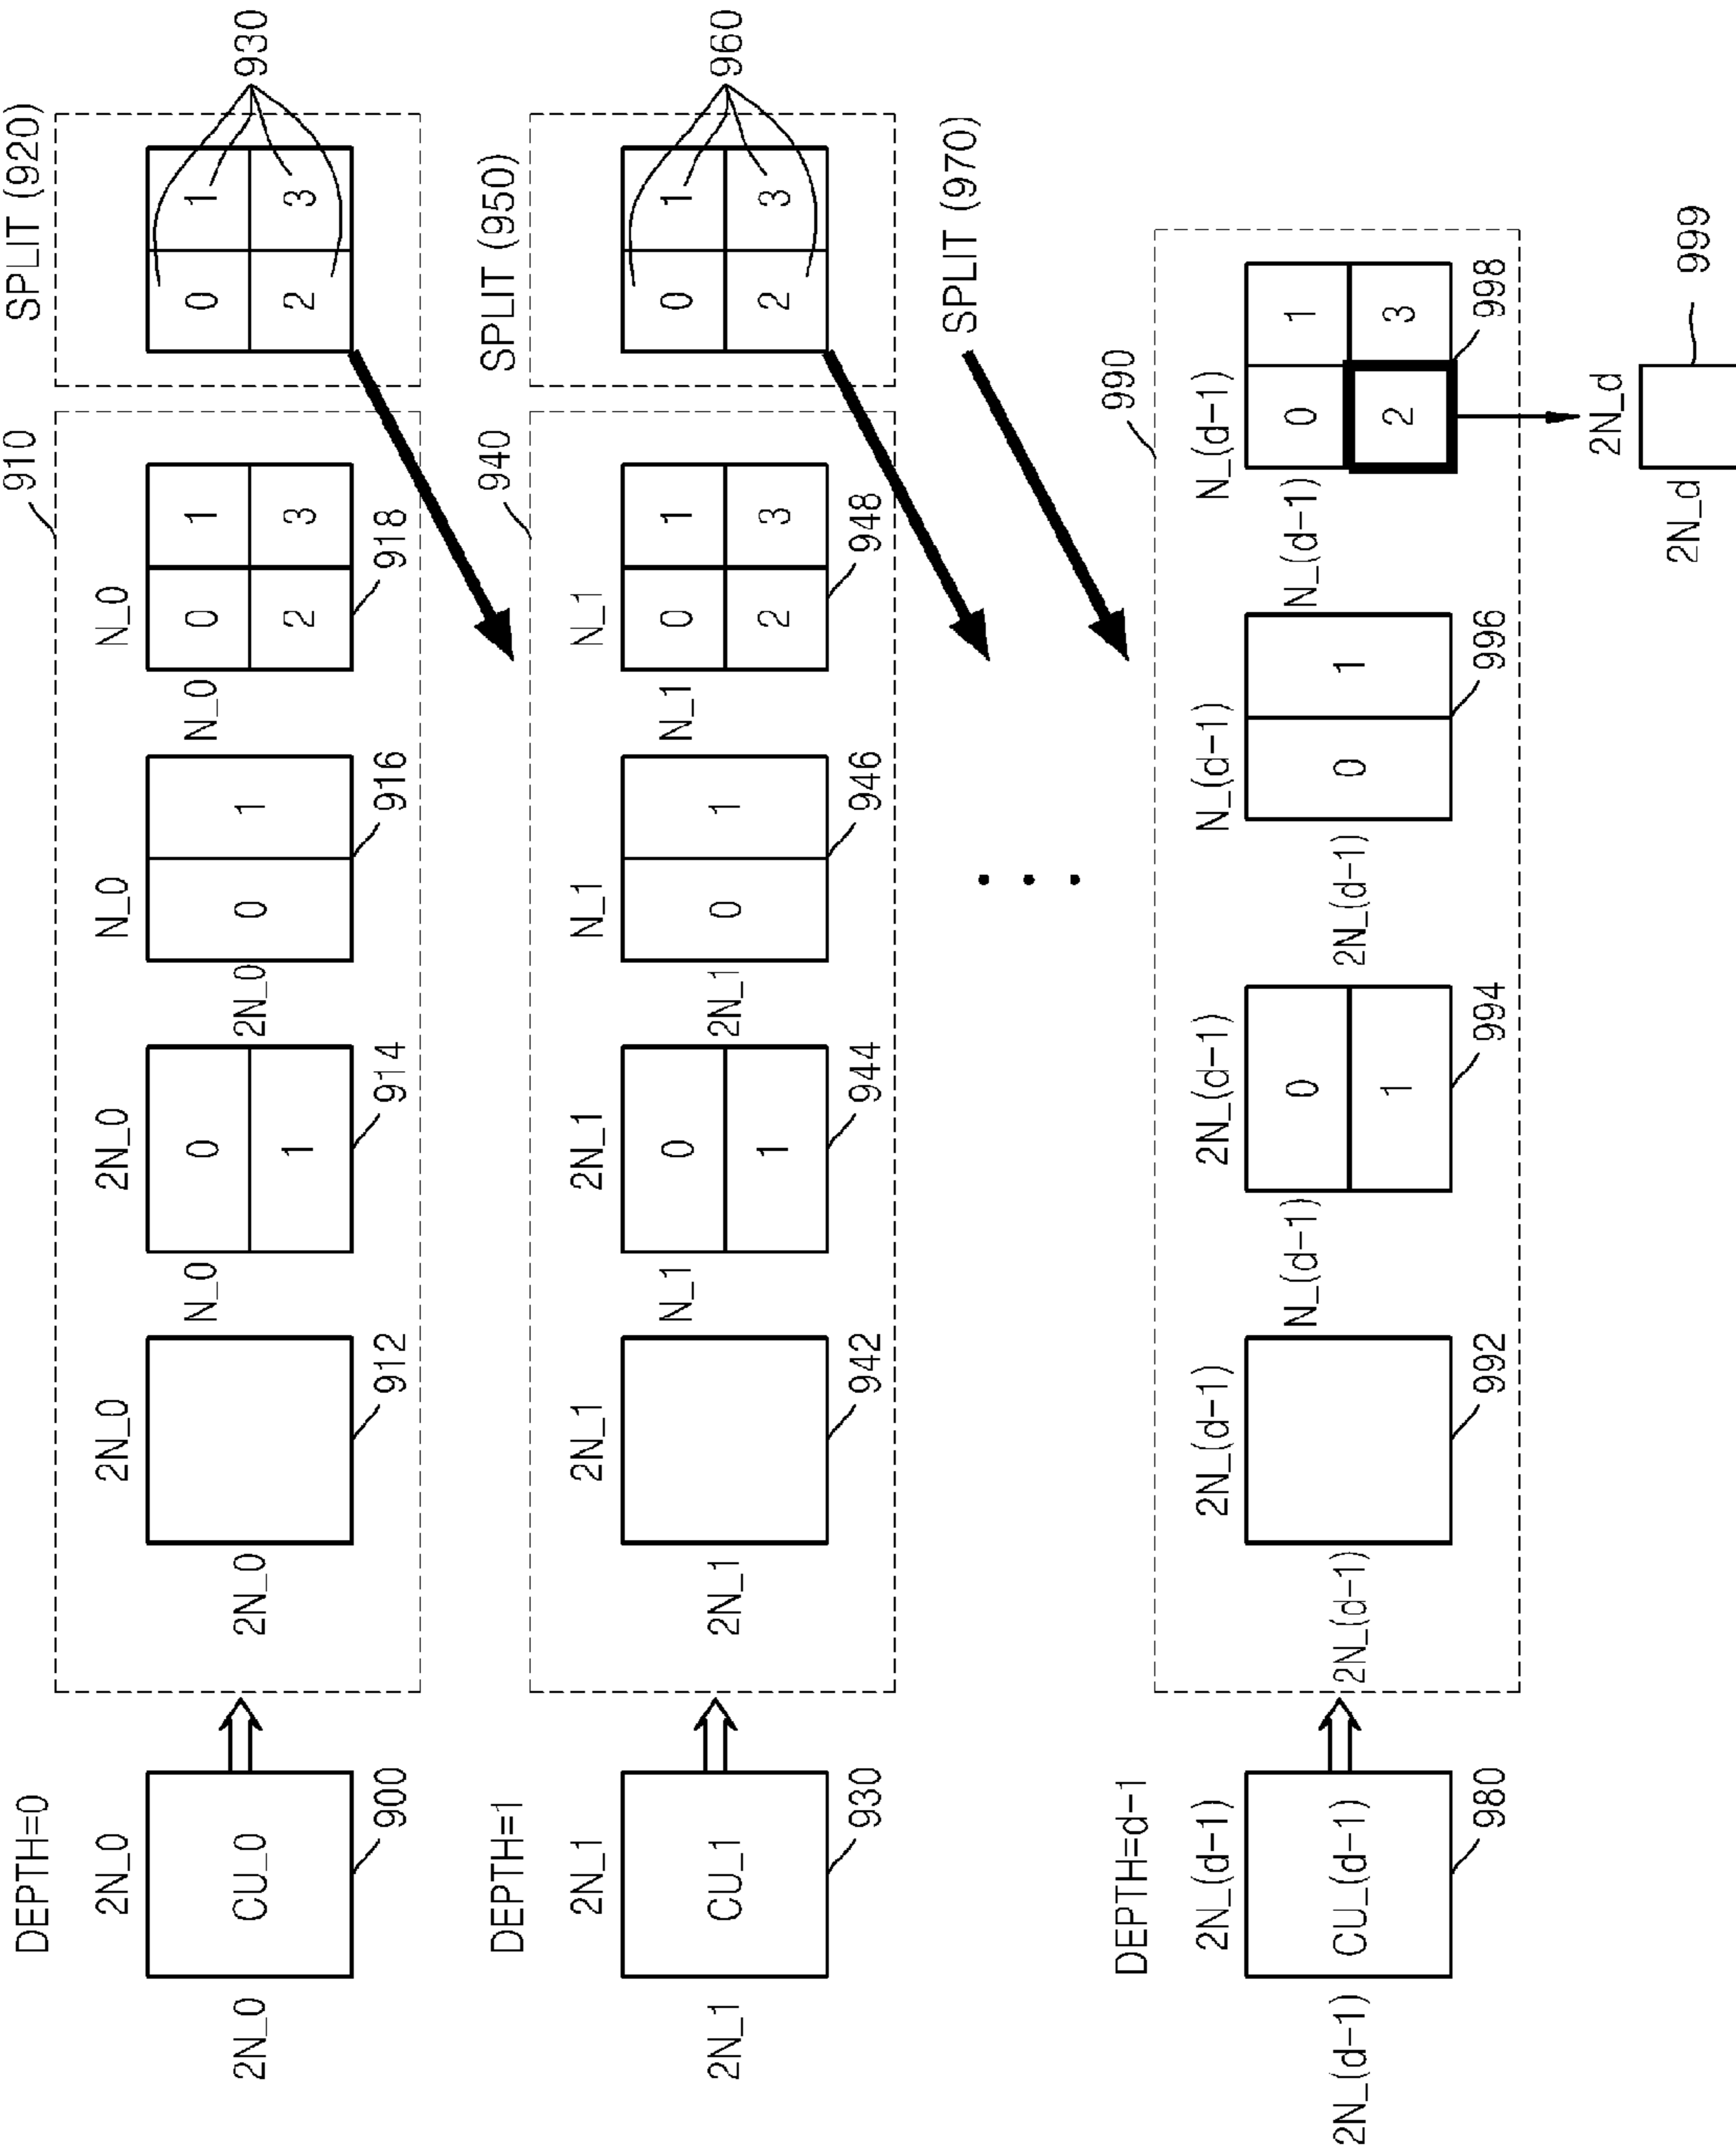 DEPTH=0
2N_0
2N_0
CU_0
900
910
2N_0
2N_0
912
2N_0
N_0
0
1
914
N_0
2N_0
0
1
916
N_0
N_0
0
1
2
3
918
SPLIT (920)
0
1
2
3
930
DEPTH=1
2N_1
2N_1
CU_1
930
940
2N_1
2N_1
942
2N_1
N_1
0
1
944
N_1
2N_1
0
1
946
N_1
N_1
0
1
2
3
948
SPLIT (950)
0
1
2
3
960
SPLIT (970)
DEPTH=d-1
2N_(d-1)
2N_(d-1)
CU_(d-1)
980
990
2N_(d-1)
2N_(d-1)
992
2N_(d-1)
N_(d-1)
0
1
994
N_(d-1)
2N_(d-1)
0
1
996
N_(d-1)
N_(d-1)
0
1
2
3
998
2N_d
2N_d
999